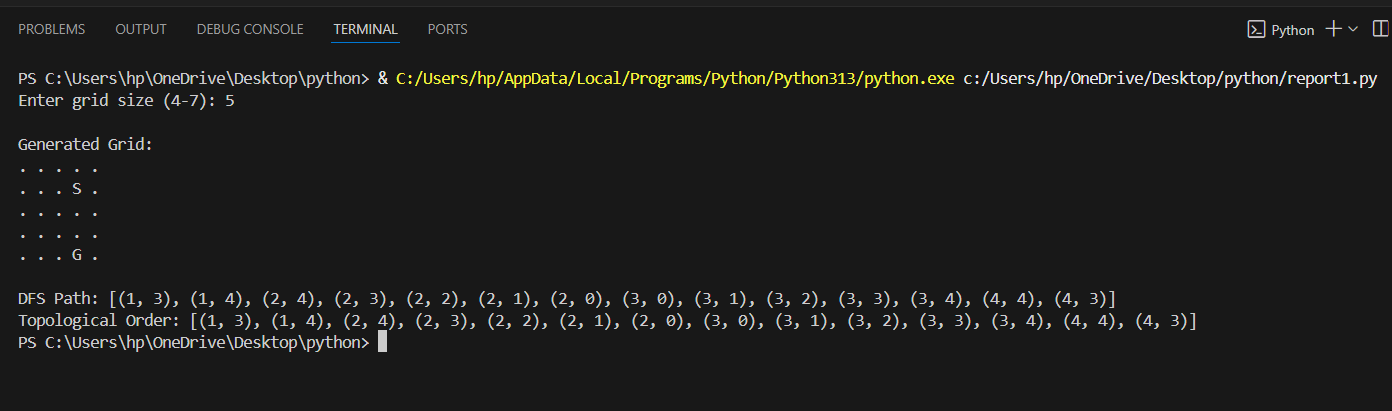 PROBLEMS OUTPUT DEBUG CONSOLE TERMINAL PORTS Python
PS C:\Users\hp\OneDrive\Desktop\python> & C:/Users/hp/AppData/Local/Programs/Python/Python313/python.exe c:/Users/hp/OneDrive/Desktop/python/report1.py
Enter grid size (4-7): 5
Generated Grid:
. . . . .
. . . S .
. . . . .
. . . . .
. . . G .
DFS Path: [(1, 3), (1, 4), (2, 4), (2, 3), (2, 2), (2, 1), (2, 0), (3, 0), (3, 1), (3, 2), (3, 3), (3, 4), (4, 4), (4, 3)]
Topological Order: [(1, 3), (1, 4), (2, 4), (2, 3), (2, 2), (2, 1), (2, 0), (3, 0), (3, 1), (3, 2), (3, 3), (3, 4), (4, 4), (4, 3)]
PS C:\Users\hp\OneDrive\Desktop\python>